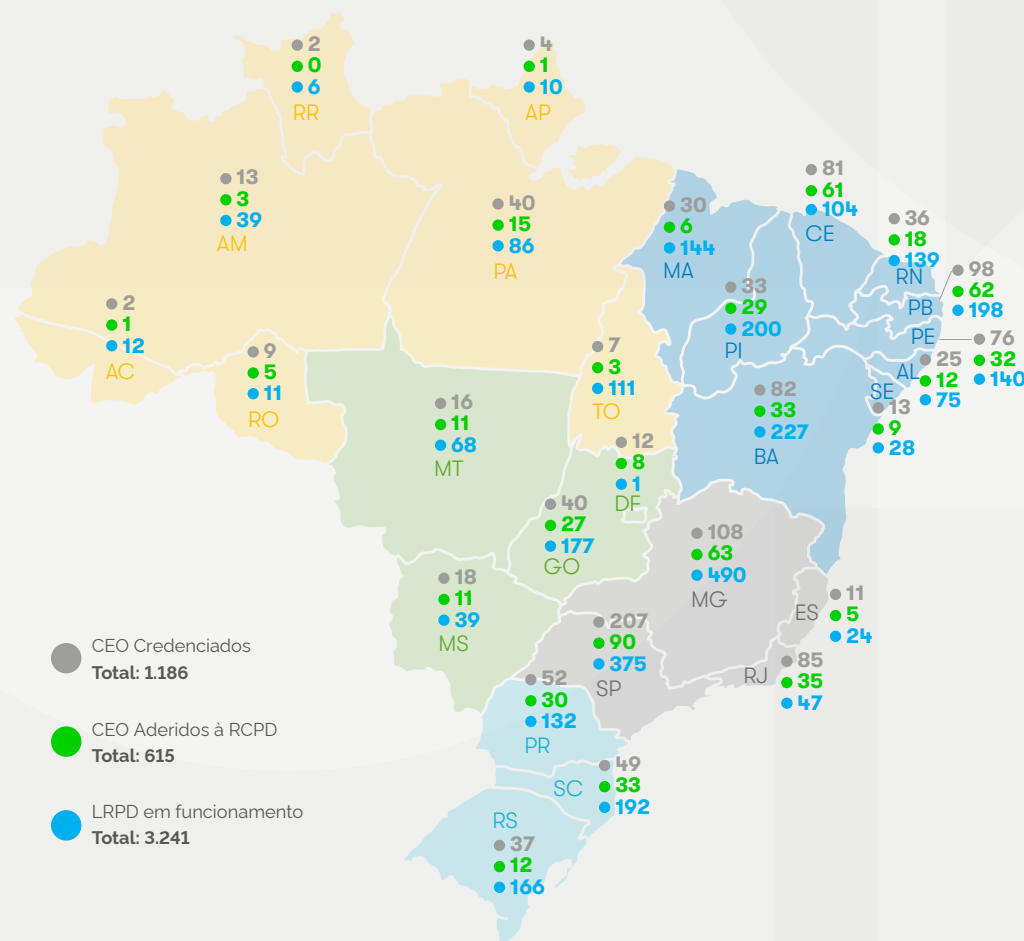 2
0
6
RR
4
1
10
AP
13
3
39
AM
40
15
86
PA
30
6
144
MA
81
61
104
CE
36
18
139
RN
98
62
198
PB
33
29
200
PI
76
32
140
PE
25
12
75
AL
13
9
28
SE
2
1
12
AC
9
5
11
RO
7
3
111
TO
82
33
227
BA
16
11
68
MT
12
8
1
DF
40
27
177
GO
108
63
490
MG
18
11
39
MS
11
5
24
ES
207
90
375
SP
85
35
47
RJ
52
30
132
PR
49
33
192
SC
RS
37
12
166
CEO Credenciados
Total: 1.186
CEO Aderidos à RCPD
Total: 615
LRPD em funcionamento
Total: 3.241